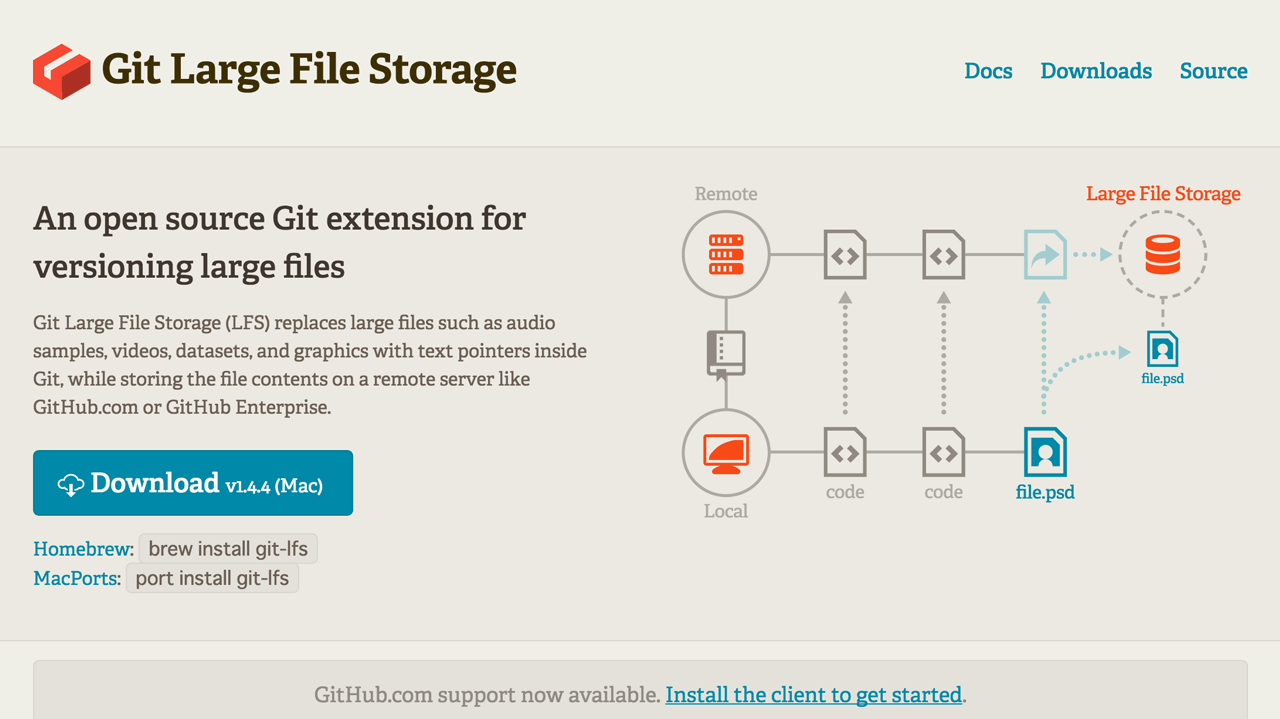 Git Large File Storage
Docs Downloads Source
An open source Git extension for
versioning large files
Git Large File Storage (LFS) replaces large files such as audio
samples, videos, datasets, and graphics with text pointers inside
Git, while storing the file contents on a remote server like
GitHub.com or GitHub Enterprise.
Download v1.4.4 (Mac)
Homebrew: brew install git-lfs
MacPorts: port install git-lfs
Remote
Large File Storage
file.psd
code
code
file.psd
Local
GitHub.com support now available. Install the client to get started.